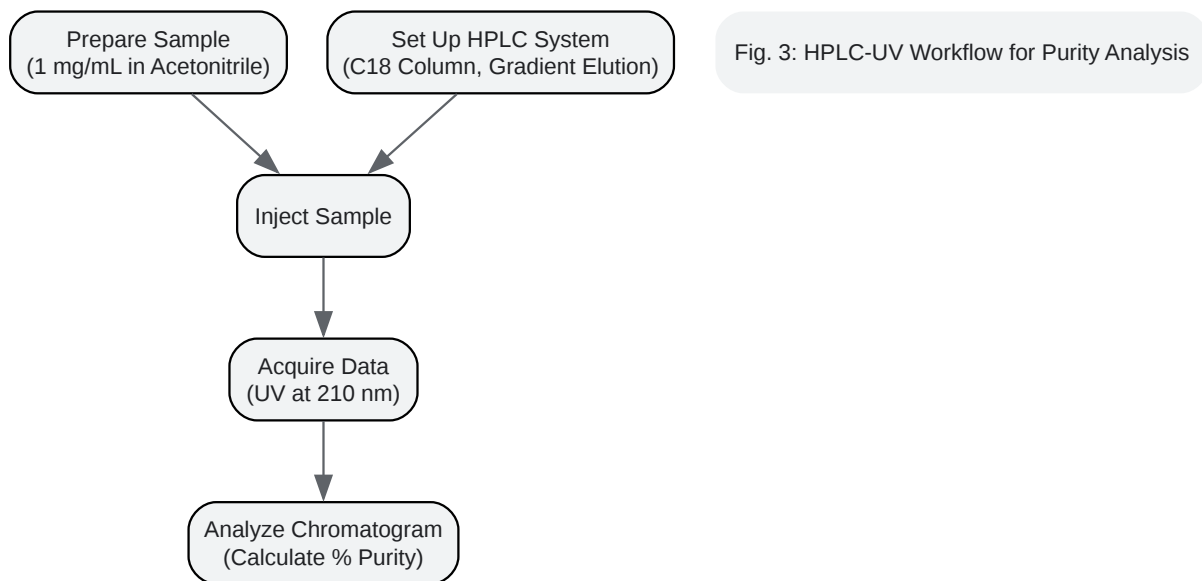 Prepare Sample
(1 mg/mL in Acetonitrile)
Set Up HPLC System
(C18 Column, Gradient Elution)
Fig. 3: HPLC-UV Workflow for Purity Analysis
Inject Sample
Acquire Data
(UV at 210 nm)
Analyze Chromatogram
(Calculate % Purity)